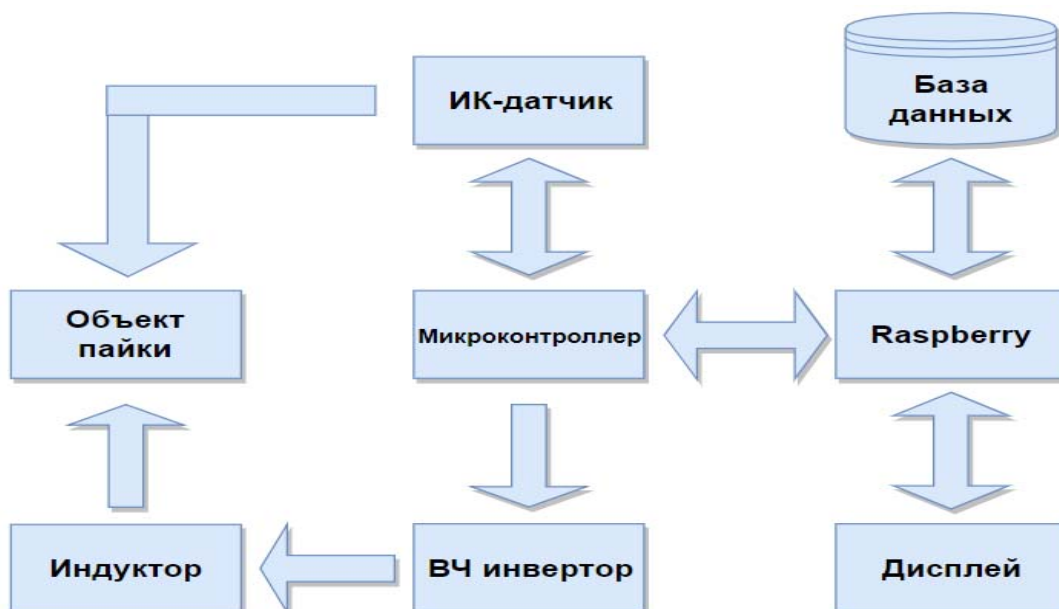 ИК-датчик
База
данных
Объект
пайки
Микроконтроллер
Raspberry
Индуктор
ВЧ инвертор
Дисплей